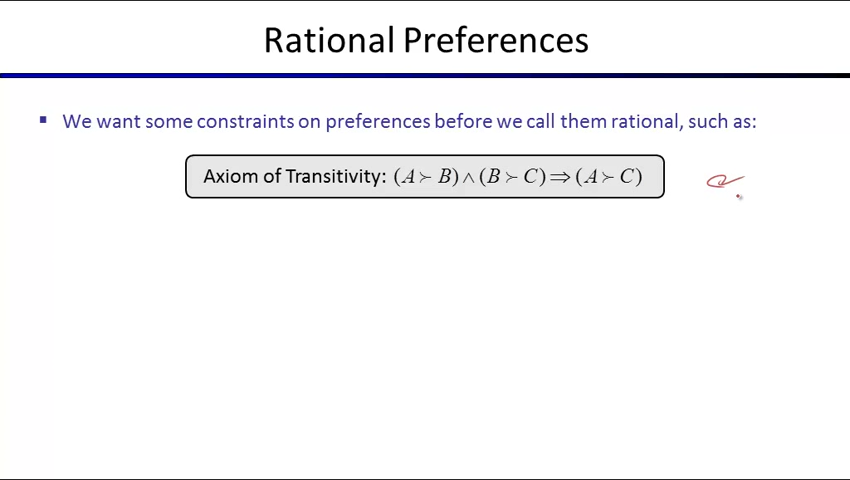 Rational Preferences
▪ We want some constraints on preferences before we call them rational, such as:
Axiom of Transitivity: (A ≻ B) ∧ (B ≻ C) ⇒ (A ≻ C)